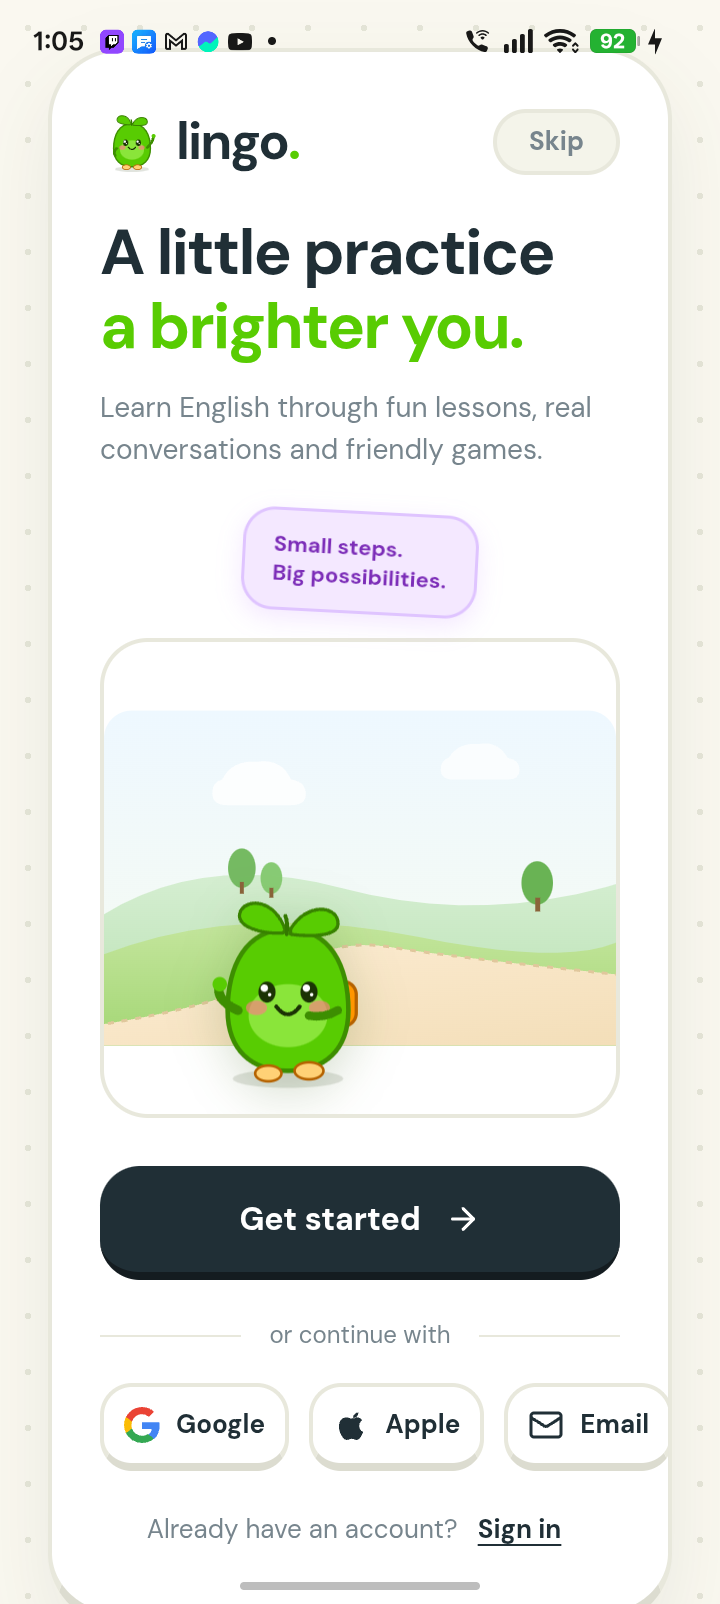 1:05
92
lingo.
Skip
A little practice
a brighter you.
Learn English through fun lessons, real
conversations and friendly games.
Small steps.
Big possibilities.
Get started →
or continue with
Google
Apple
Email
Already have an account? Sign in